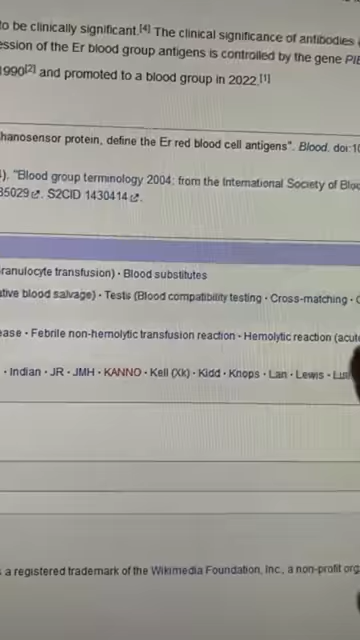 to be clinically significant.[4] The clinical significance of antibodies
ession of the Er blood group antigens is controlled by the gene PIE
1990[2] and promoted to a blood group in 2022.[1]
hanosensor protein, define the Er red blood cell antigens". Blood. doi:10
). "Blood group terminology 2004: from the International Society of Bloo
85029. S2CID 1430414.
ranulocyte transfusion) · Blood substitutes
ative blood salvage) · Tests (Blood compatibility testing · Cross-matching · C
ease · Febrile non-hemolytic transfusion reaction · Hemolytic reaction (acute
· Indian · JR · JMH · KANNO · Kell (Xk) · Kidd · Knops · Lan · Lewis · Lut
a registered trademark of the Wikimedia Foundation, Inc., a non-profit org